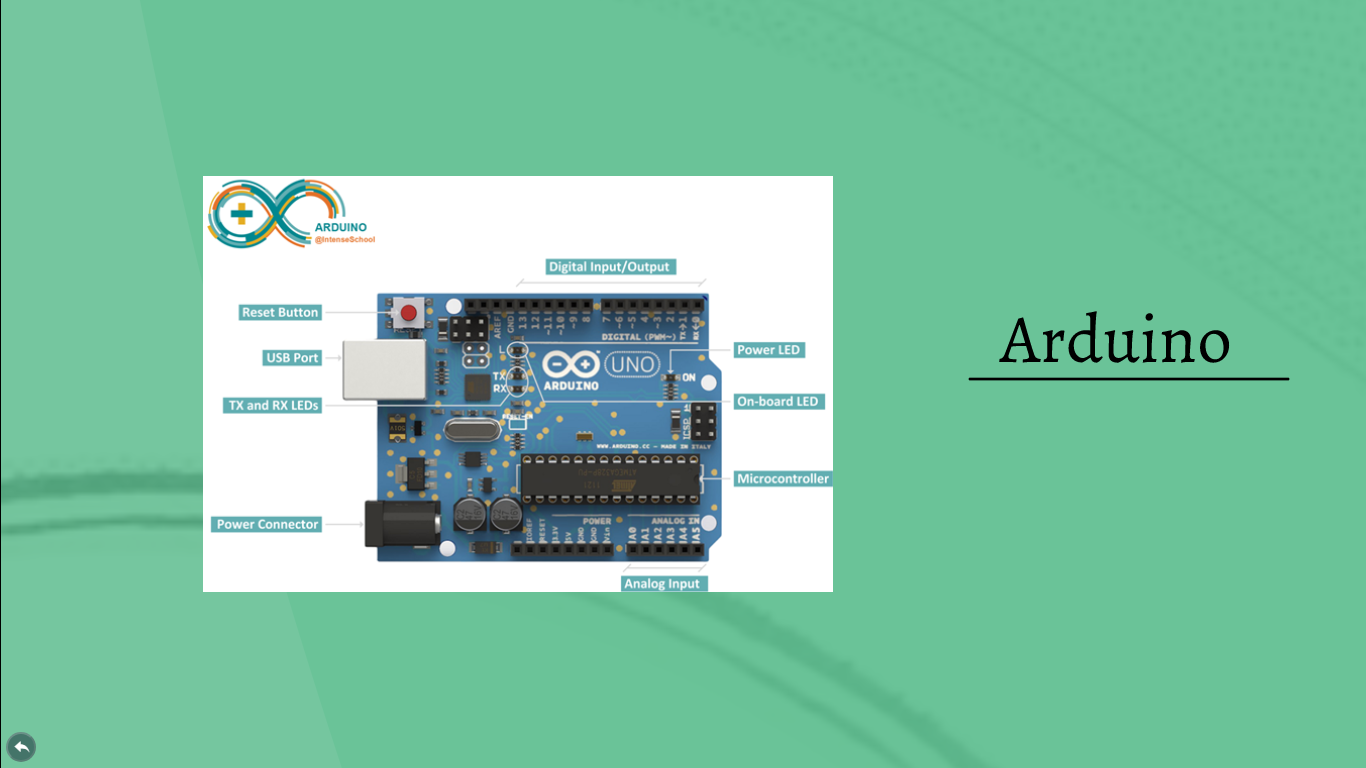 ARDUINO
@IntenseSchool
Digital Input/Output
Reset Button
USB Port
TX and RX LEDs
Power Connector
AREF
GND
13
12
~11
~10
~9
8
7
~6
~5
4
~3
2
TX→1
RX←0
DIGITAL (PWM~)
L
TX
RX
ARDUINO
UNO
ON
Power LED
On-board LED
ICSP
WWW.ARDUINO.CC - MADE IN ITALY
Microcontroller
POWER
ANALOG IN
IOREF
RESET
3.3V
5V
GND
GND
Vin
A0
A1
A2
A3
A4
A5
Analog Input
Arduino